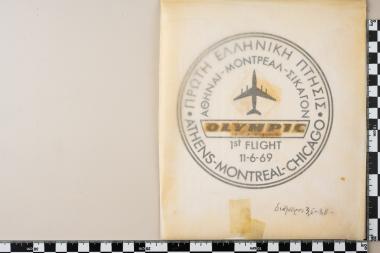 ΠΡΩΤΗ ΕΛΛΗΝΙΚΗ ΠΤΗΣΙΣ
ΑΘΗΝΑΙ-ΜΟΝΤΡΕΑΛ-ΣΙΚΑΓΟΝ
OLYMPIC
1st FLIGHT
11-6-69
ATHENS-MONTREAL-CHICAGO